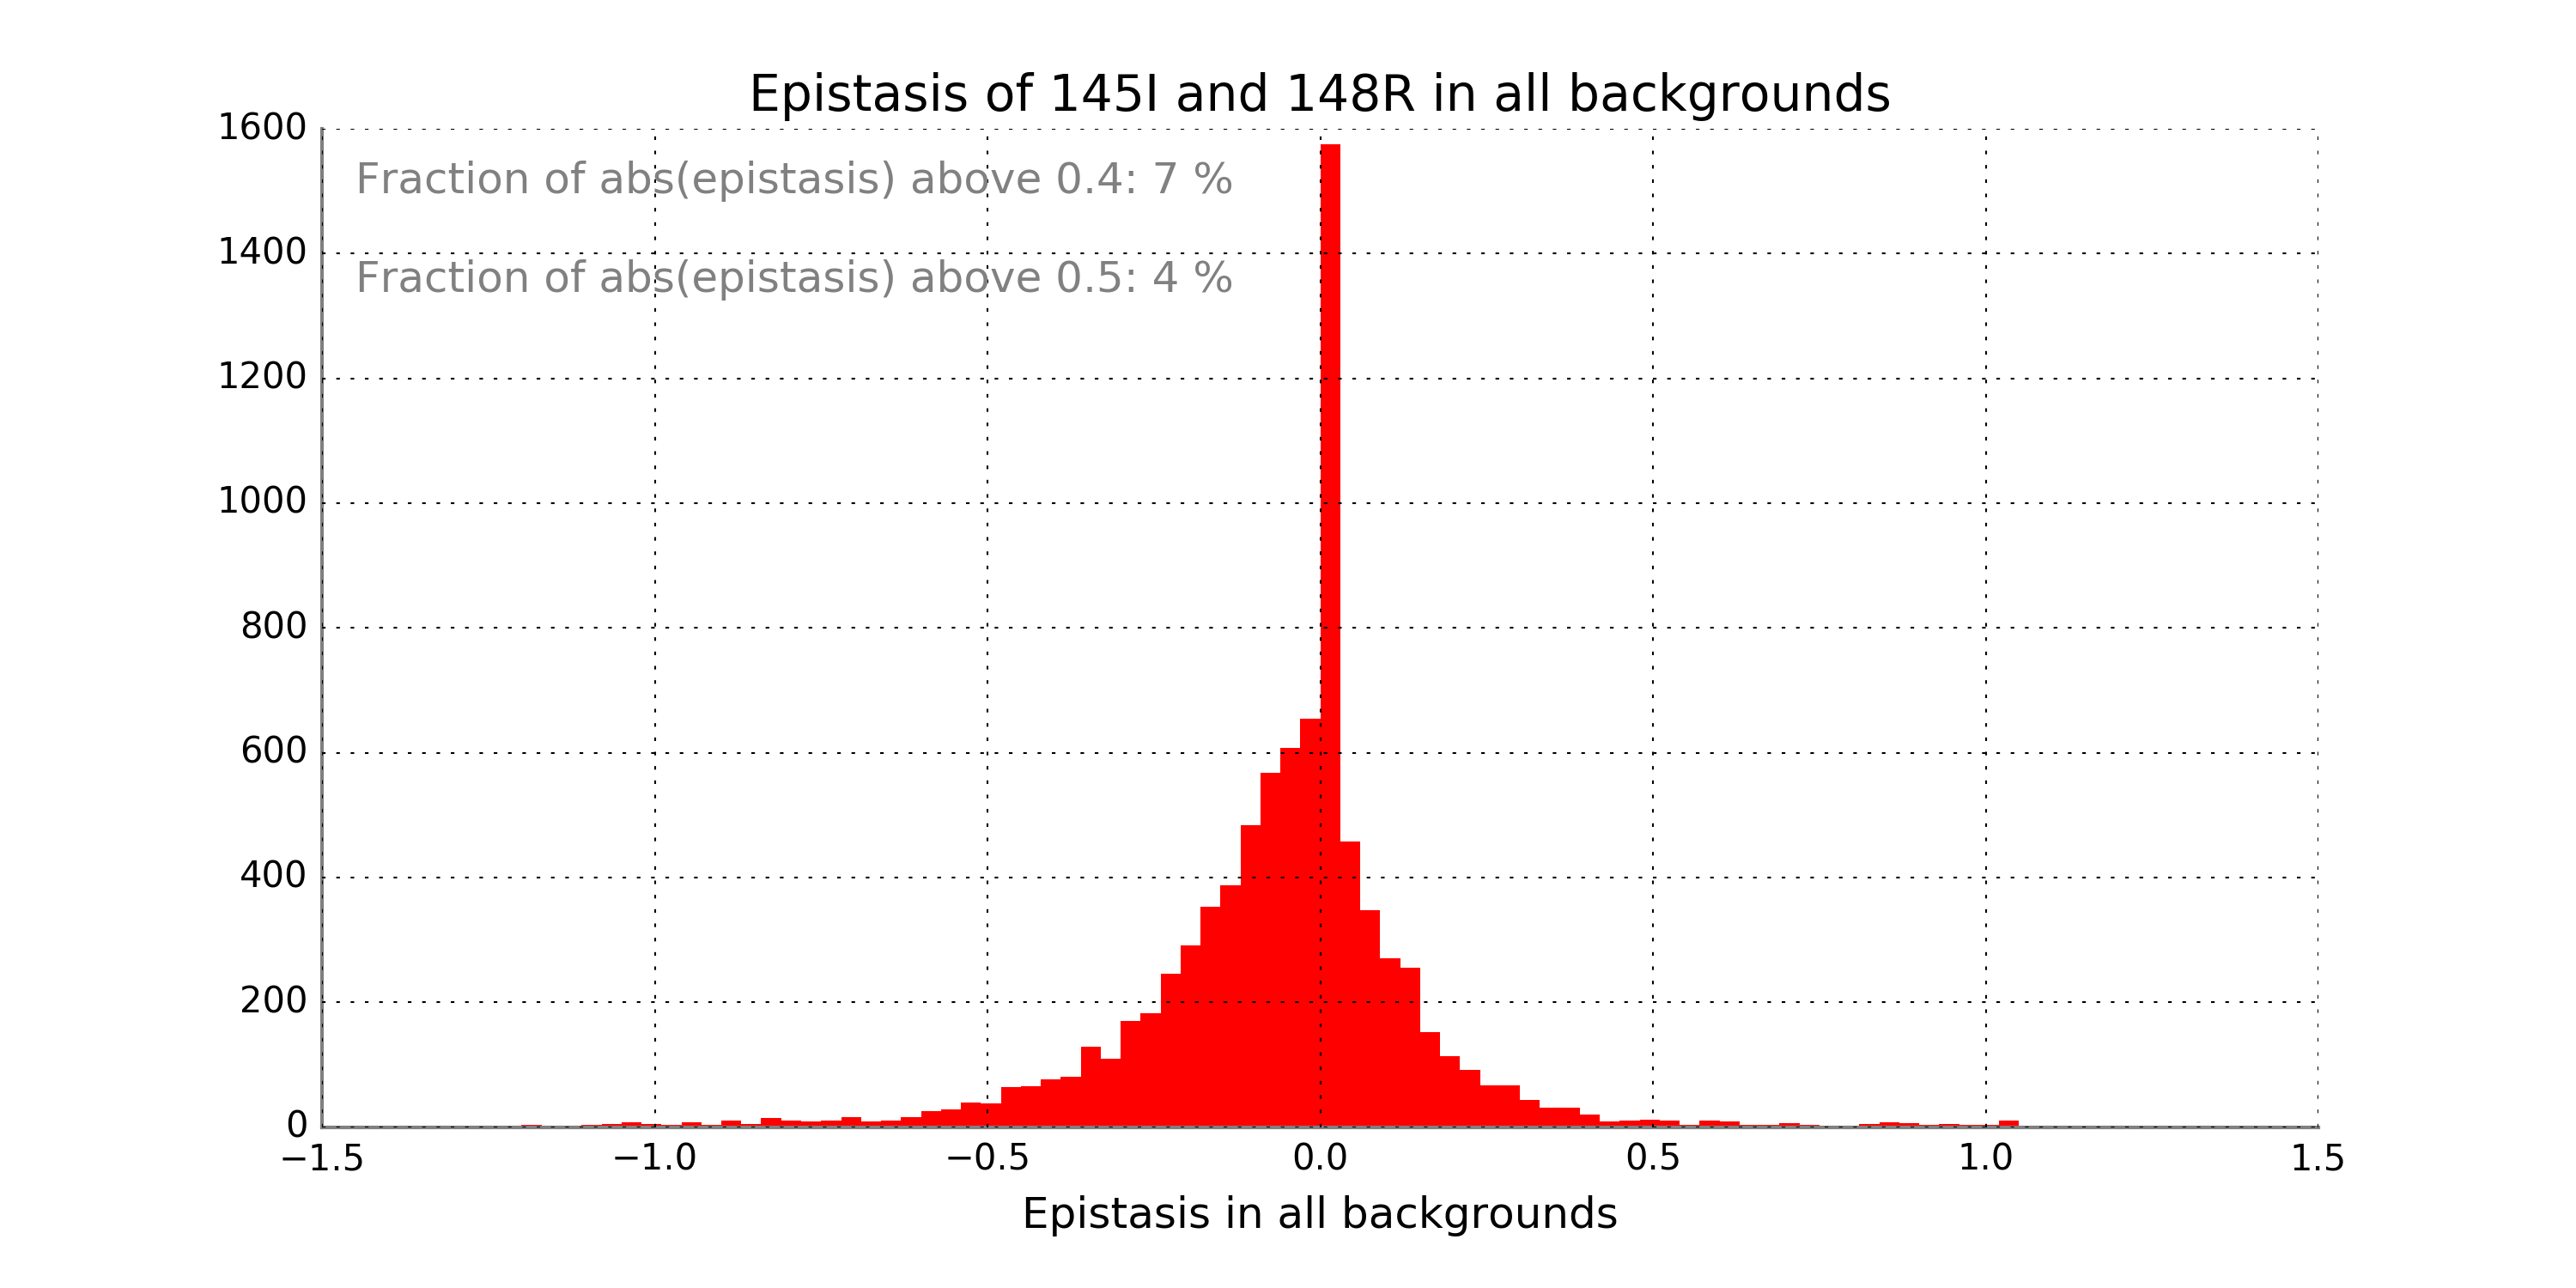 Epistasis of 145I and 148R in all backgrounds
1600
Fraction of abs(epistasis) above 0.4: 7 %
1400
Fraction of abs(epistasis) above 0.5: 4 %
1200
1000
800
600
400
200
0
−1.5 −1.0 −0.5 0.0 0.5 1.0 1.5
Epistasis in all backgrounds